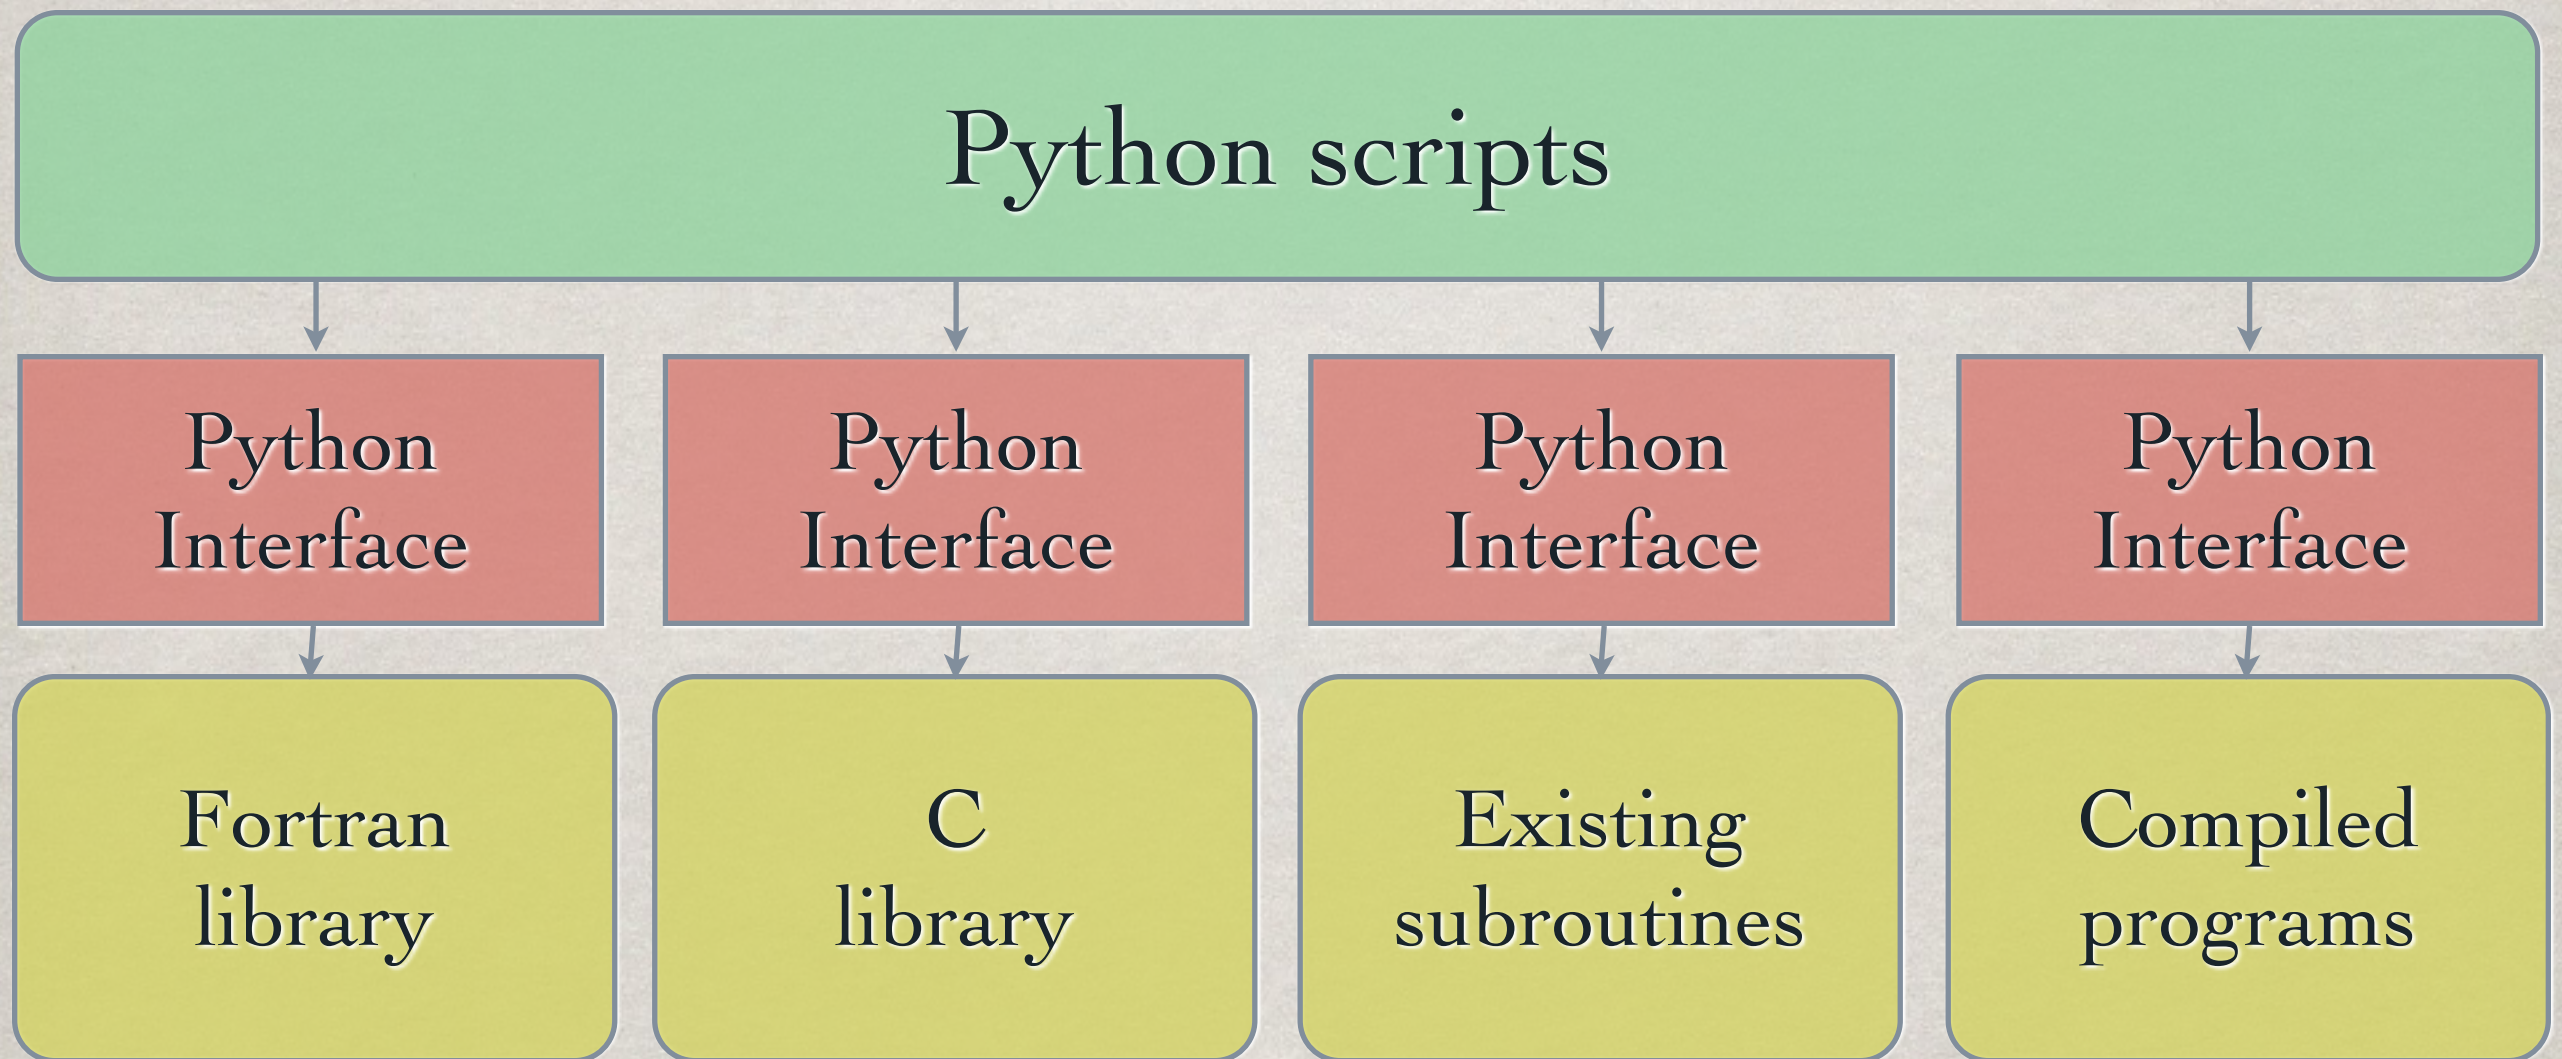 Python scripts
Python
Interface
Python
Interface
Python
Interface
Python
Interface
Fortran
library
C
library
Existing
subroutines
Compiled
programs